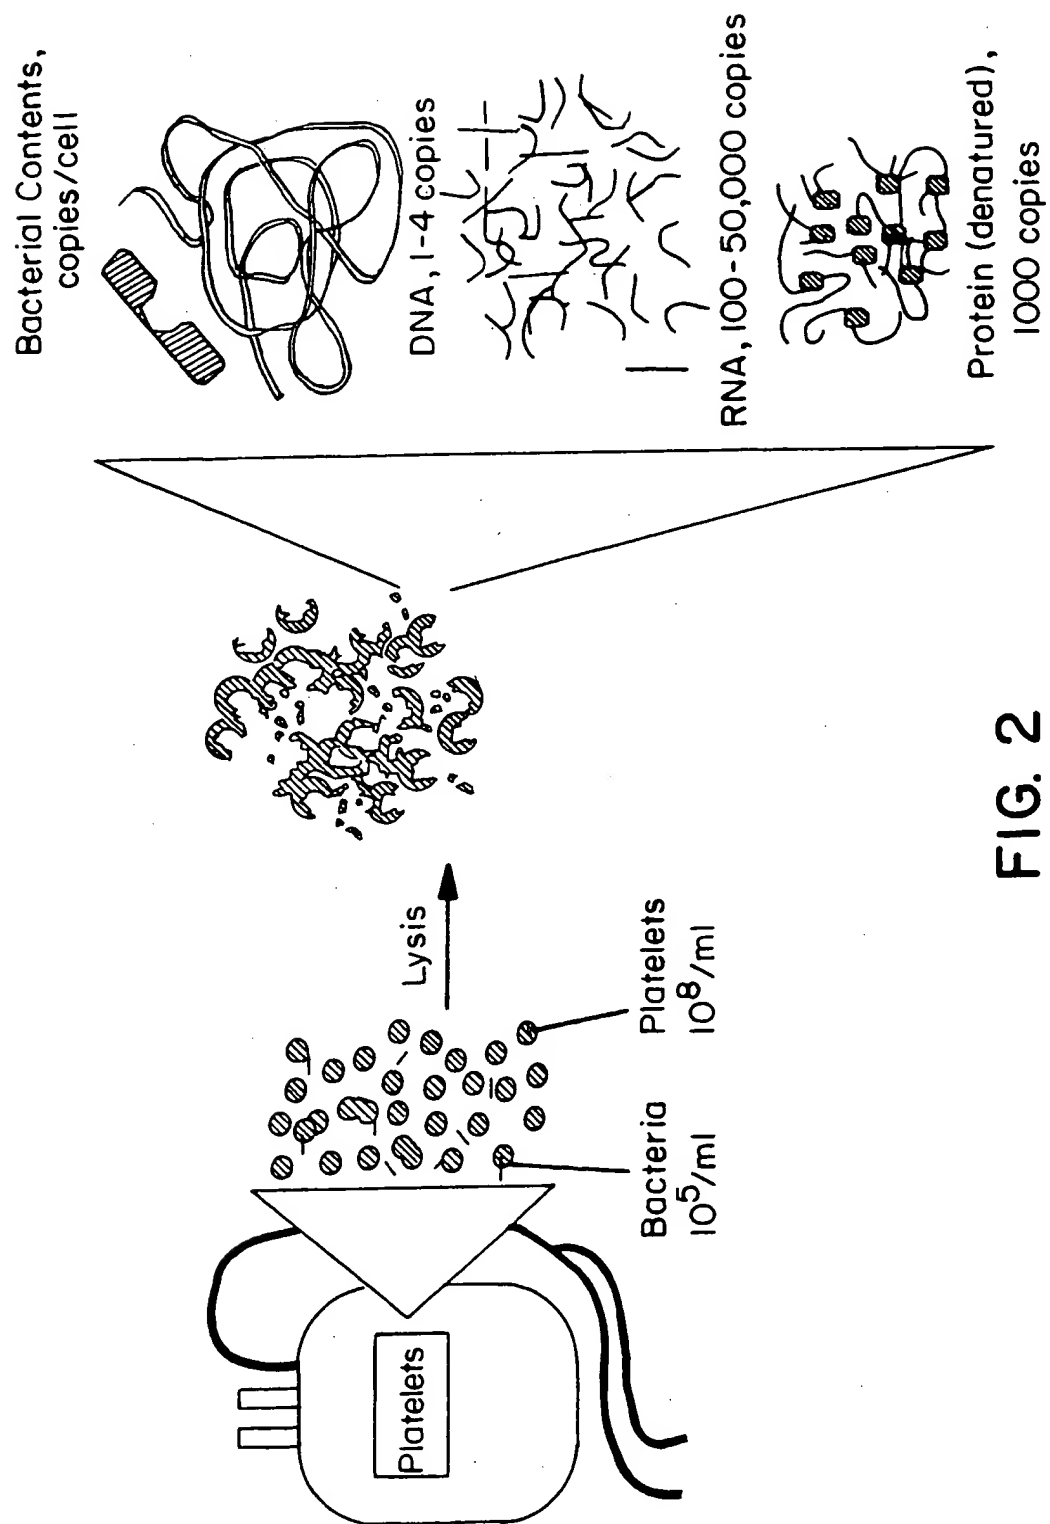 Platelets
Bacteria
10⁵/ml
Platelets
10⁸/ml
Lysis
Bacterial Contents,
copies/cell
DNA, 1-4 copies
RNA, 100-50,000 copies
Protein (denatured),
1000 copies
FIG. 2